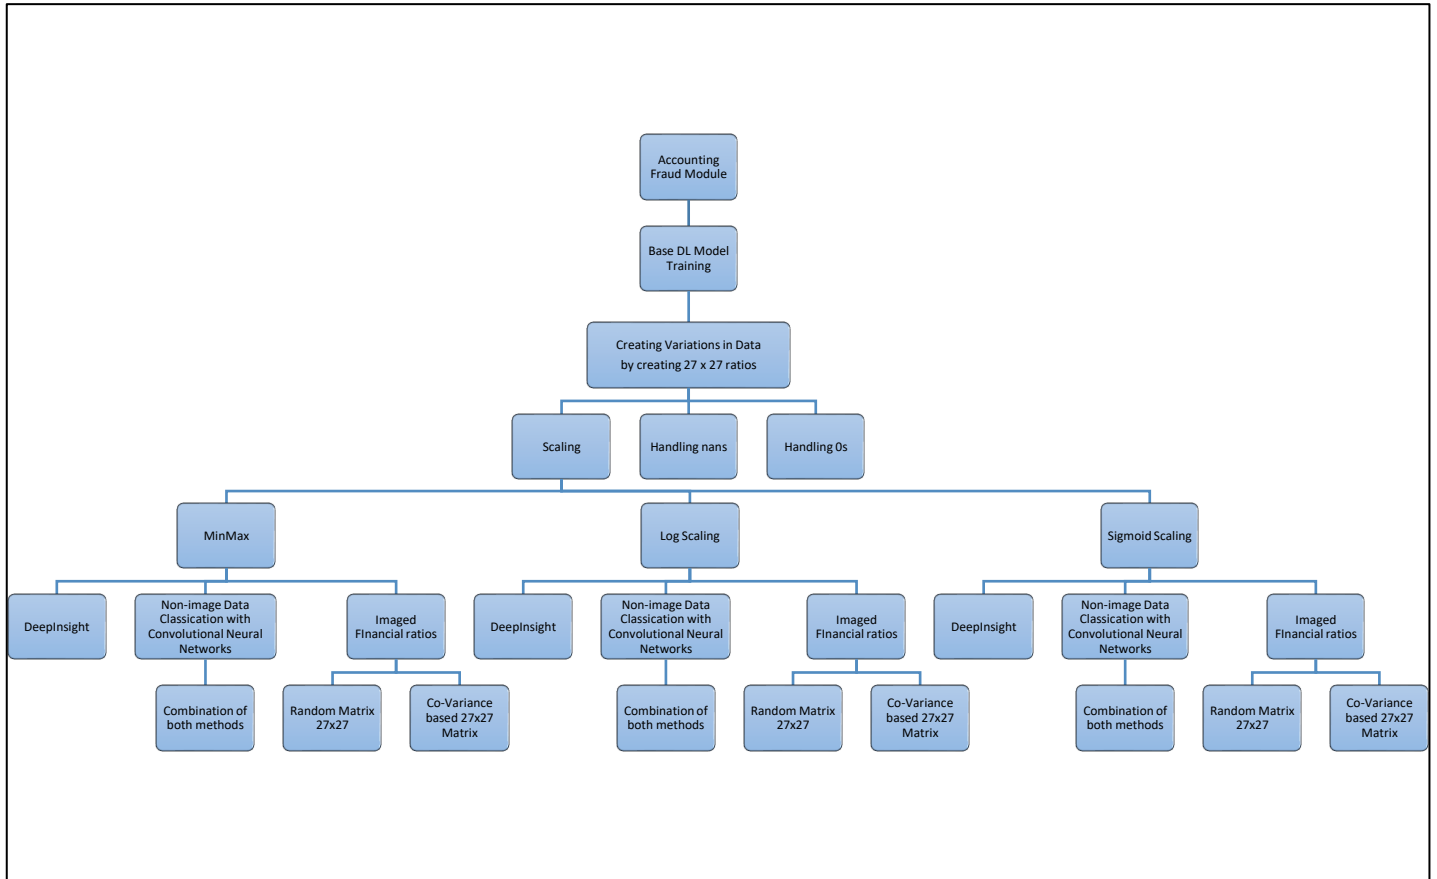 Accounting
Fraud Module
Base DL Model
Training
Creating Variations in Data
by creating 27 x 27 ratios
Scaling
Handling nans
Handling 0s
MinMax
Log Scaling
Sigmoid Scaling
DeepInsight
Non-image Data
Classication with
Convolutional Neural
Networks
Imaged
FInancial ratios
DeepInsight
Non-image Data
Classication with
Convolutional Neural
Networks
Imaged
FInancial ratios
DeepInsight
Non-image Data
Classication with
Convolutional Neural
Networks
Imaged
FInancial ratios
Combination of
both methods
Random Matrix
27x27
Co-Variance
based 27x27
Matrix
Combination of
both methods
Random Matrix
27x27
Co-Variance
based 27x27
Matrix
Combination of
both methods
Random Matrix
27x27
Co-Variance
based 27x27
Matrix